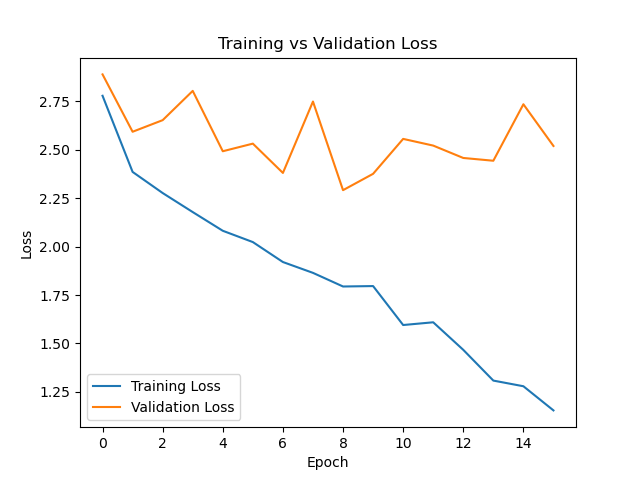 Training vs Validation Loss
2.75
2.50
2.25
2.00
1.75
1.50
1.25
Loss
Training Loss
Validation Loss
0 2 4 6 8 10 12 14
Epoch